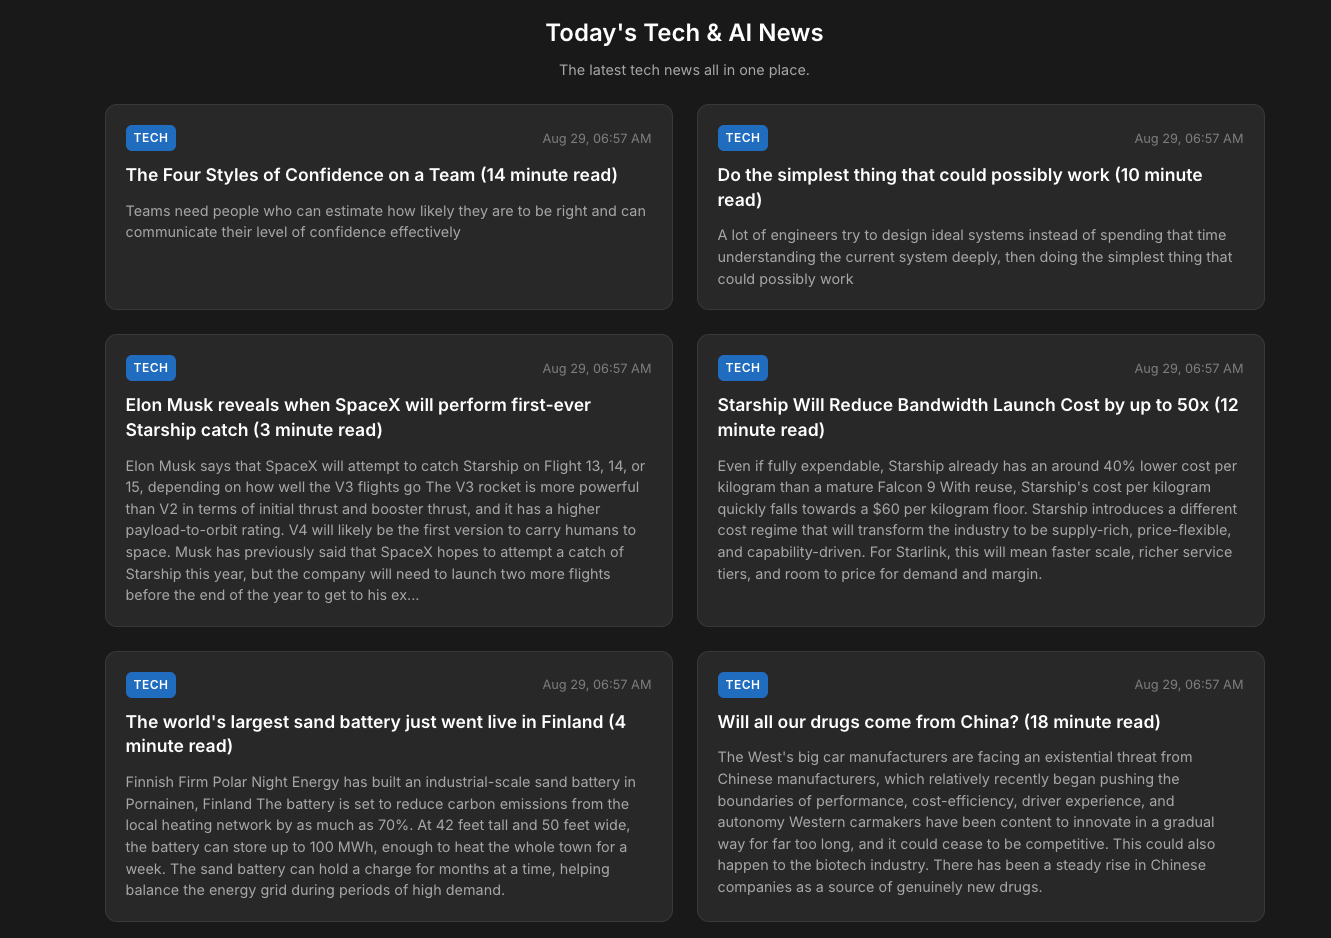 Today's Tech & AI News
The latest tech news all in one place.
TECH
Aug 29, 06:57 AM
The Four Styles of Confidence on a Team (14 minute read)
Teams need people who can estimate how likely they are to be right and can
communicate their level of confidence effectively
TECH
Aug 29, 06:57 AM
Do the simplest thing that could possibly work (10 minute
read)
A lot of engineers try to design ideal systems instead of spending that time
understanding the current system deeply, then doing the simplest thing that
could possibly work
TECH
Aug 29, 06:57 AM
Elon Musk reveals when SpaceX will perform first-ever
Starship catch (3 minute read)
Elon Musk says that SpaceX will attempt to catch Starship on Flight 13, 14, or
15, depending on how well the V3 flights go The V3 rocket is more powerful
than V2 in terms of initial thrust and booster thrust, and it has a higher
payload-to-orbit rating. V4 will likely be the first version to carry humans to
space. Musk has previously said that SpaceX hopes to attempt a catch of
Starship this year, but the company will need to launch two more flights
before the end of the year to get to his ex...
TECH
Aug 29, 06:57 AM
Starship Will Reduce Bandwidth Launch Cost by up to 50x (12
minute read)
Even if fully expendable, Starship already has an around 40% lower cost per
kilogram than a mature Falcon 9 With reuse, Starship's cost per kilogram
quickly falls towards a $60 per kilogram floor. Starship introduces a different
cost regime that will transform the industry to be supply-rich, price-flexible,
and capability-driven. For Starlink, this will mean faster scale, richer service
tiers, and room to price for demand and margin.
TECH
Aug 29, 06:57 AM
The world's largest sand battery just went live in Finland (4
minute read)
Finnish Firm Polar Night Energy has built an industrial-scale sand battery in
Pornainen, Finland The battery is set to reduce carbon emissions from the
local heating network by as much as 70%. At 42 feet tall and 50 feet wide,
the battery can store up to 100 MWh, enough to heat the whole town for a
week. The sand battery can hold a charge for months at a time, helping
balance the energy grid during periods of high demand.
TECH
Aug 29, 06:57 AM
Will all our drugs come from China? (18 minute read)
The West's big car manufacturers are facing an existential threat from
Chinese manufacturers, which relatively recently began pushing the
boundaries of performance, cost-efficiency, driver experience, and
autonomy Western carmakers have been content to innovate in a gradual
way for far too long, and it could cease to be competitive. This could also
happen to the biotech industry. There has been a steady rise in Chinese
companies as a source of genuinely new drugs.